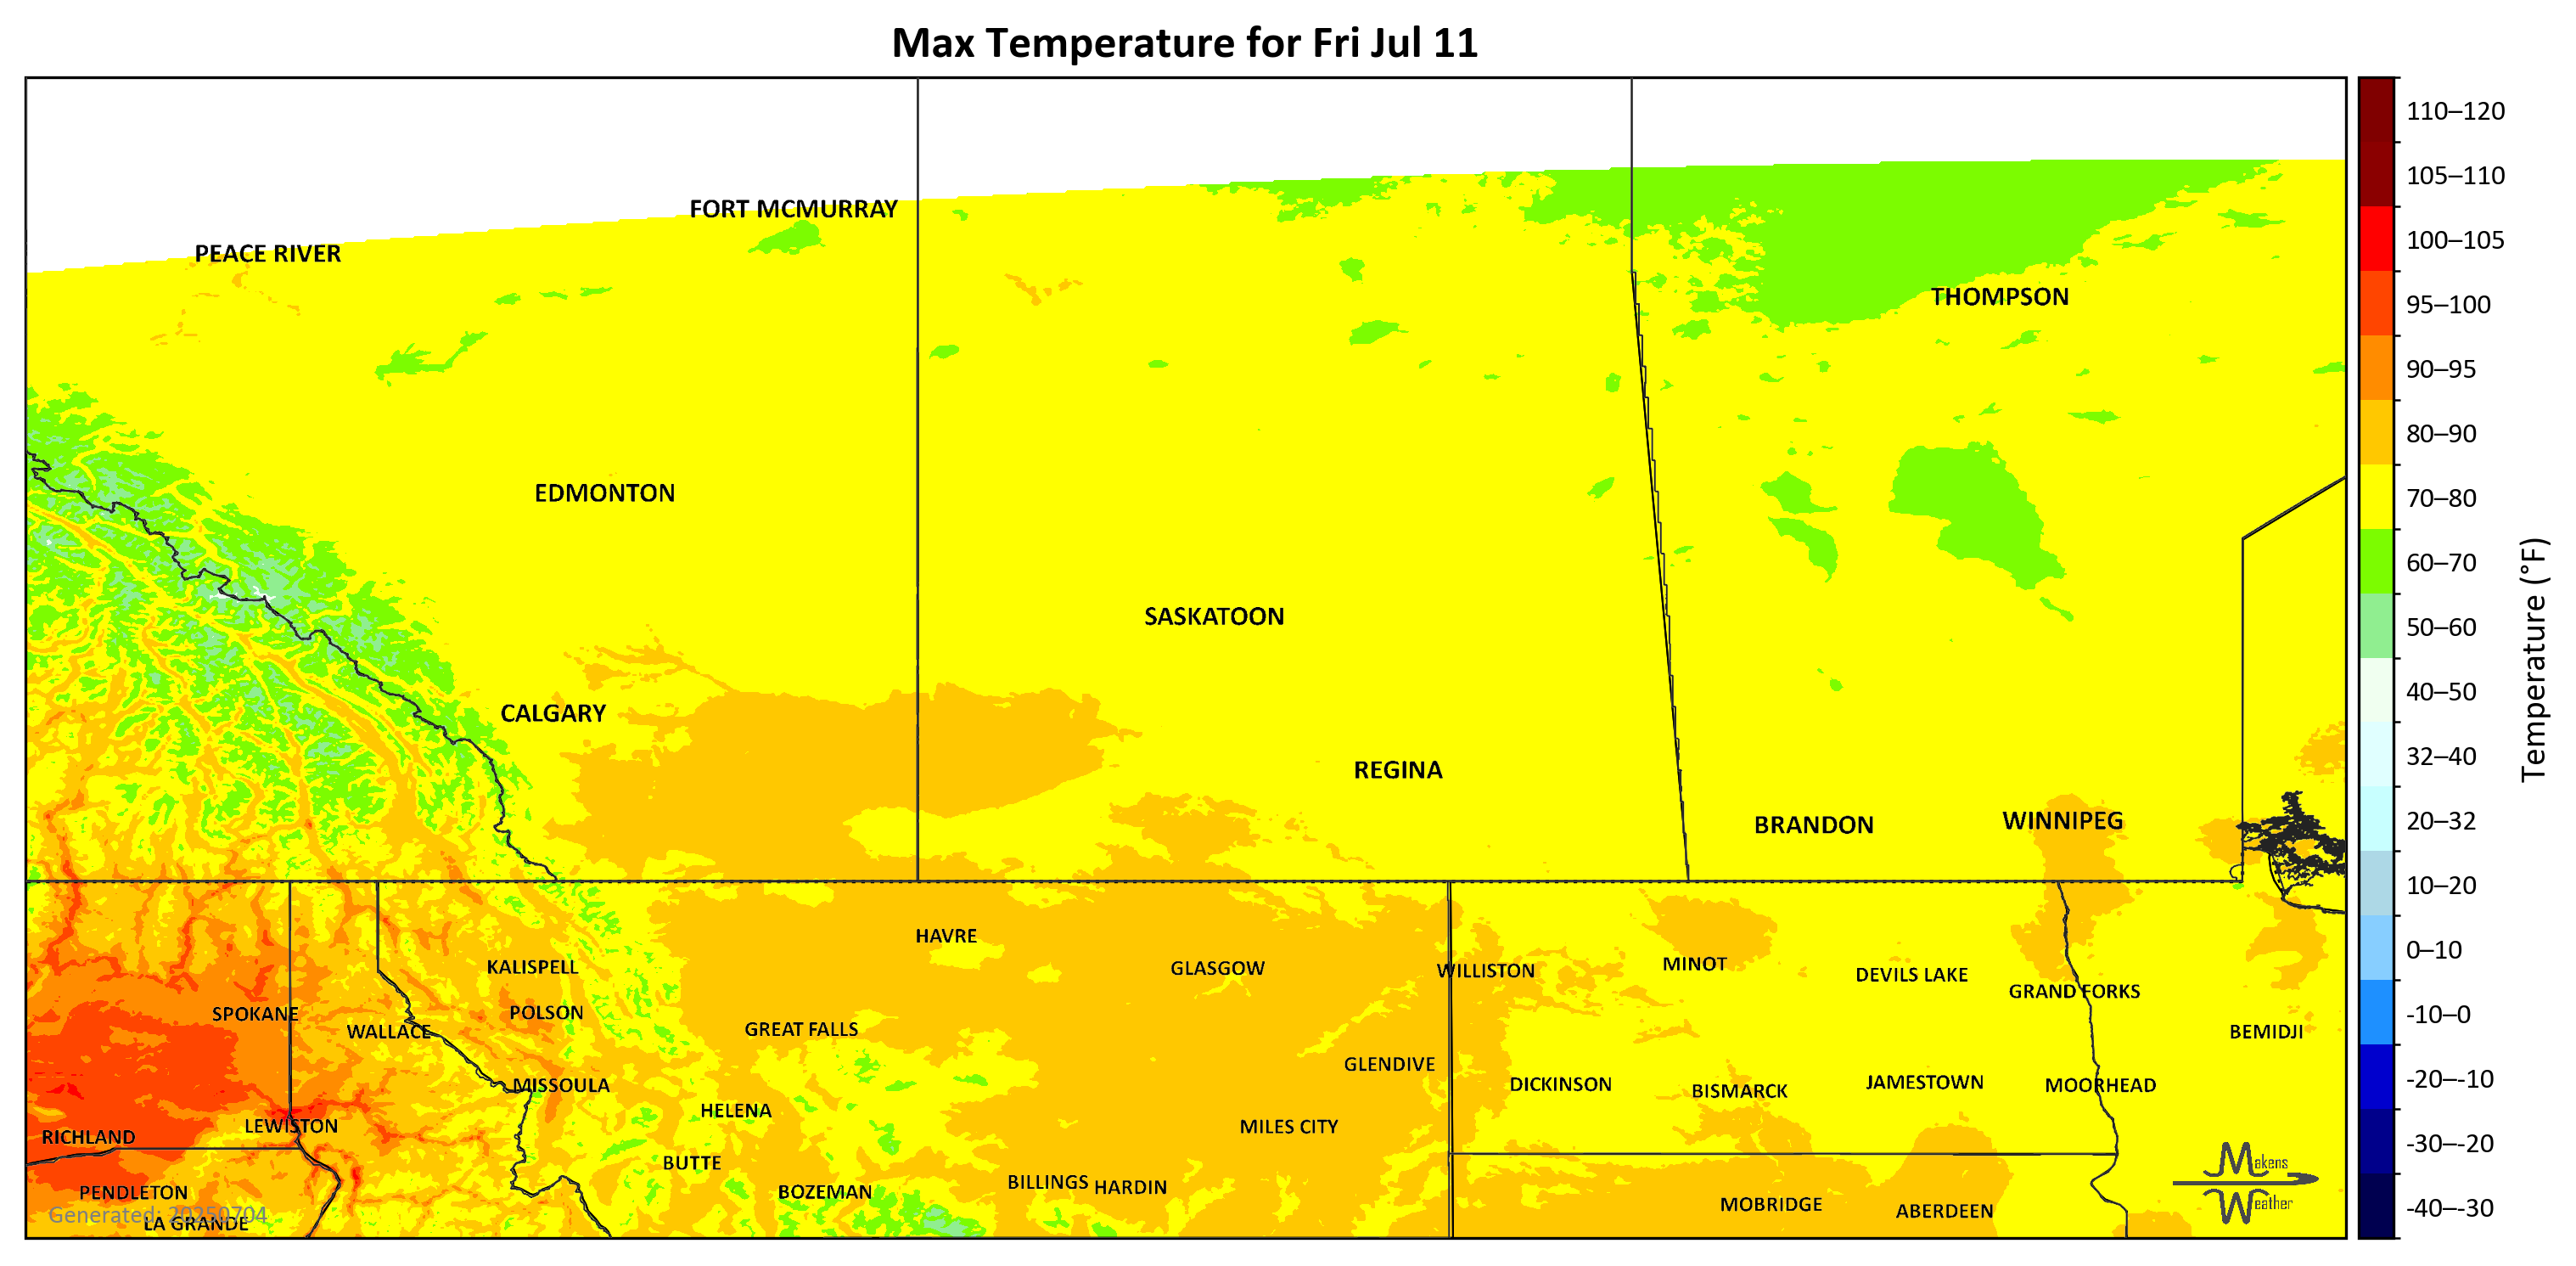 Max Temperature for Fri Jul 11
110–120
105–110
FORT MCMURRAY
100–105
PEACE RIVER
THOMPSON
95–100
90–95
80–90
EDMONTON
70–80
60–70
Temperature (°F)
SASKATOON
50–60
40–50
CALGARY
REGINA
32–40
BRANDON
WINNIPEG
20–32
10–20
HAVRE
0–10
KALISPELL
GLASGOW
WILLISTON
MINOT
DEVILS LAKE
GRAND FORKS
SPOKANE
POLSON
-10–0
WALLACE
GREAT FALLS
BEMIDJI
GLENDIVE
-20–-10
MISSOULA
DICKINSON
BISMARCK
JAMESTOWN
MOORHEAD
HELENA
LEWISTON
MILES CITY
RICHLAND
-30–-20
BUTTE
Makens
PENDLETON
BOZEMAN
BILLINGS
HARDIN
Weather
MOBRIDGE
ABERDEEN
-40–-30
Generated: 20250704
LA GRANDE